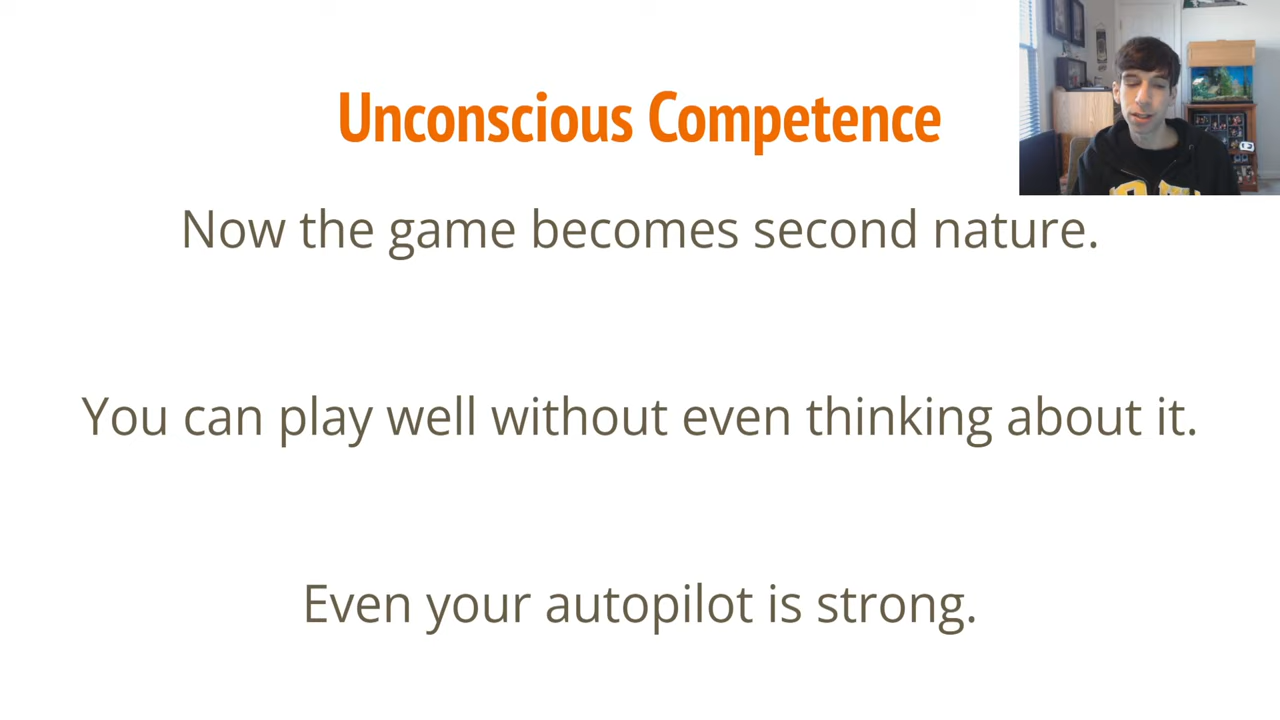 Unconscious Competence
Now the game becomes second nature.
You can play well without even thinking about it.
Even your autopilot is strong.